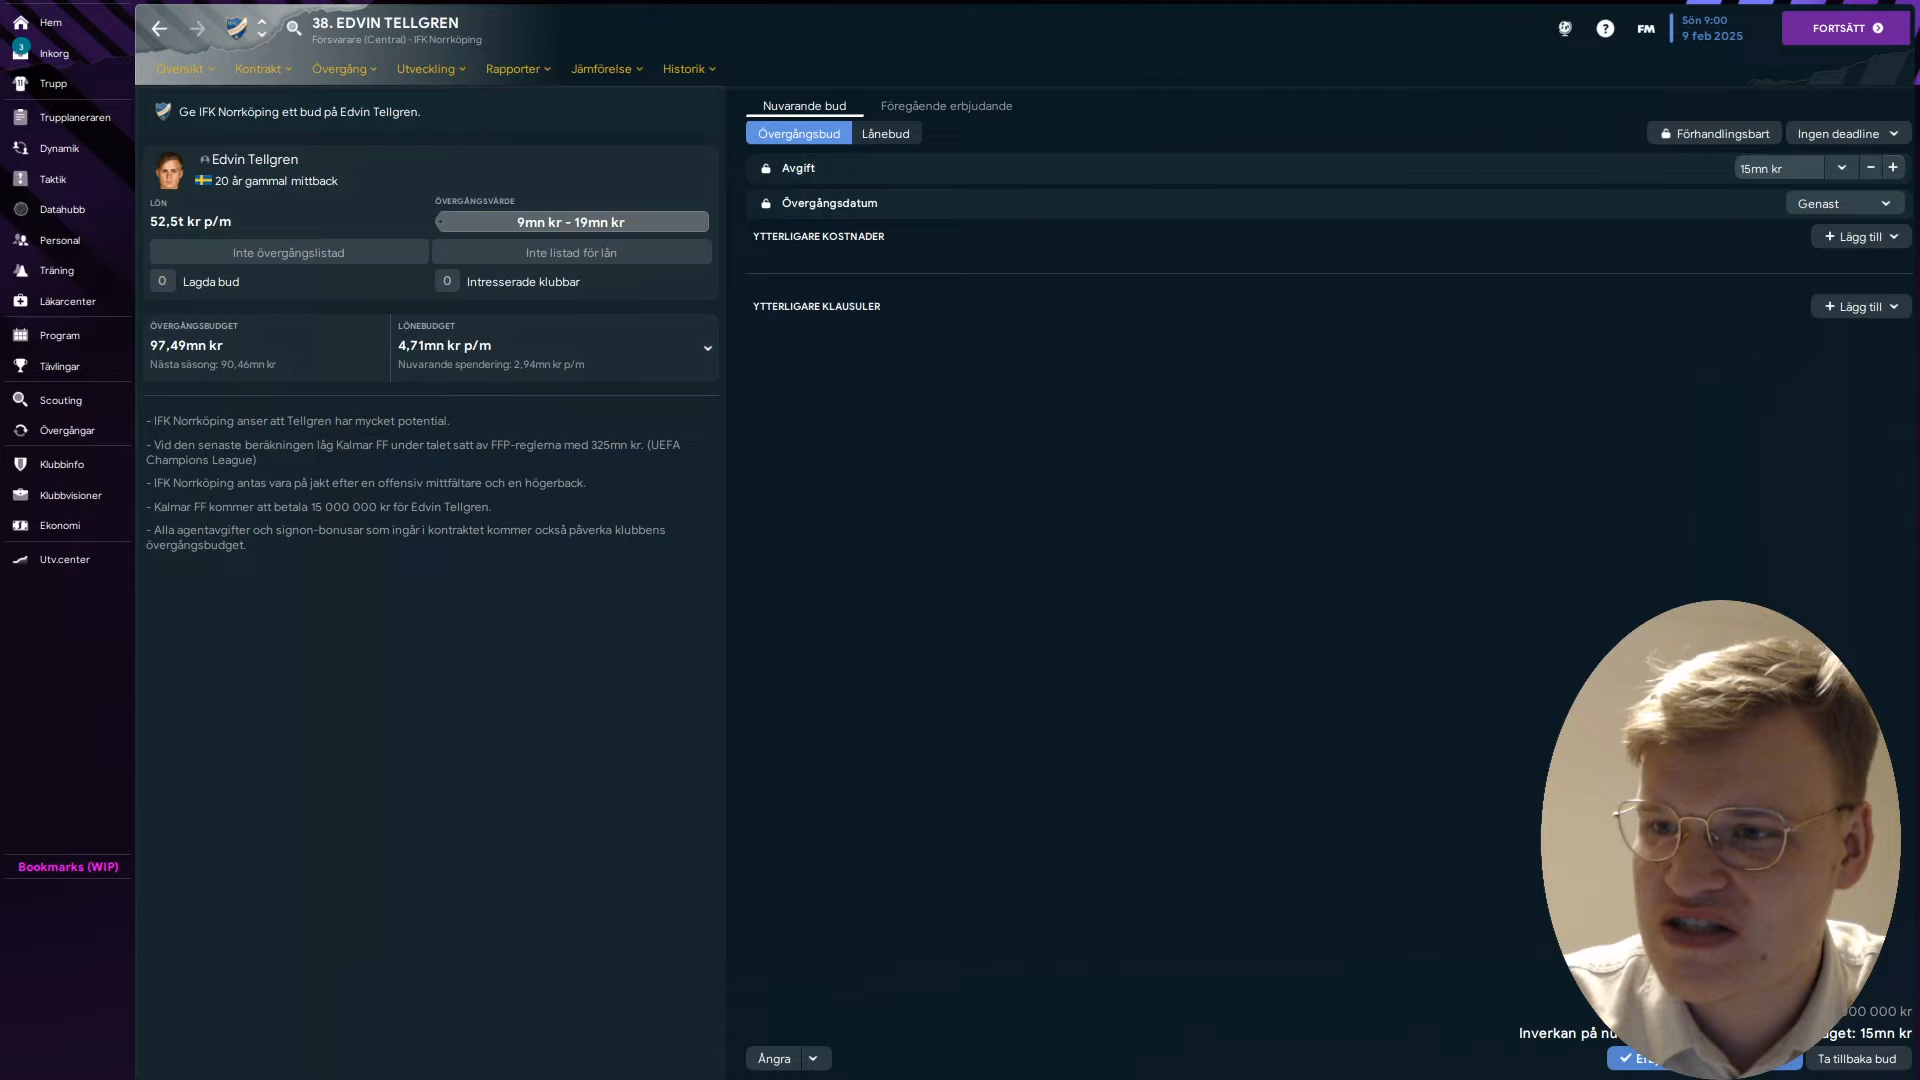 Hem
3
Inkorg
Trupp
Trupplaneraren
Dynamik
Taktik
Datahubb
Personal
Träning
Läkarcenter
Program
Tävlingar
Scouting
Övergångar
Klubbinfo
Klubbvisioner
Ekonomi
Utv.center
Bookmarks (WIP)
38. EDVIN TELLGREN
Försvarare (Central) - IFK Norrköping
FM
Sön 9:00
9 feb 2025
FORTSÄTT
Översikt
Kontrakt
Övergång
Utveckling
Rapporter
Jämförelse
Historik
Ge IFK Norrköping ett bud på Edvin Tellgren.
Edvin Tellgren
20 år gammal mittback
LÖN
52,5t kr p/m
ÖVERGÅNGSVÄRDE
9mn kr - 19mn kr
Inte övergångslistad
Inte listad för lån
0 Lagda bud
0 Intresserade klubbar
ÖVERGÅNGSBUDGET
97,49mn kr
Nästa säsong: 90,46mn kr
LÖNEBUDGET
4,71mn kr p/m
Nuvarande spendering: 2,94mn kr p/m
- IFK Norrköping anser att Tellgren har mycket potential.
- Vid den senaste beräkningen låg Kalmar FF under talet satt av FFP-reglerna med 325mn kr. (UEFA
Champions League)
- IFK Norrköping antas vara på jakt efter en offensiv mittfältare och en högerback.
- Kalmar FF kommer att betala 15 000 000 kr för Edvin Tellgren.
- Alla agentavgifter och signon-bonusar som ingår i kontraktet kommer också påverka klubbens
övergångsbudget.
Nuvarande bud
Föregående erbjudande
Övergångsbud
Lånebud
Förhandlingsbart
Ingen deadline
Avgift
15mn kr
Övergångsdatum
Genast
YTTERLIGARE KOSTNADER
+ Lägg till
YTTERLIGARE KLAUSULER
+ Lägg till
000 kr
Inverkan på
15mn kr
Ångra
Ta tillbaka bud